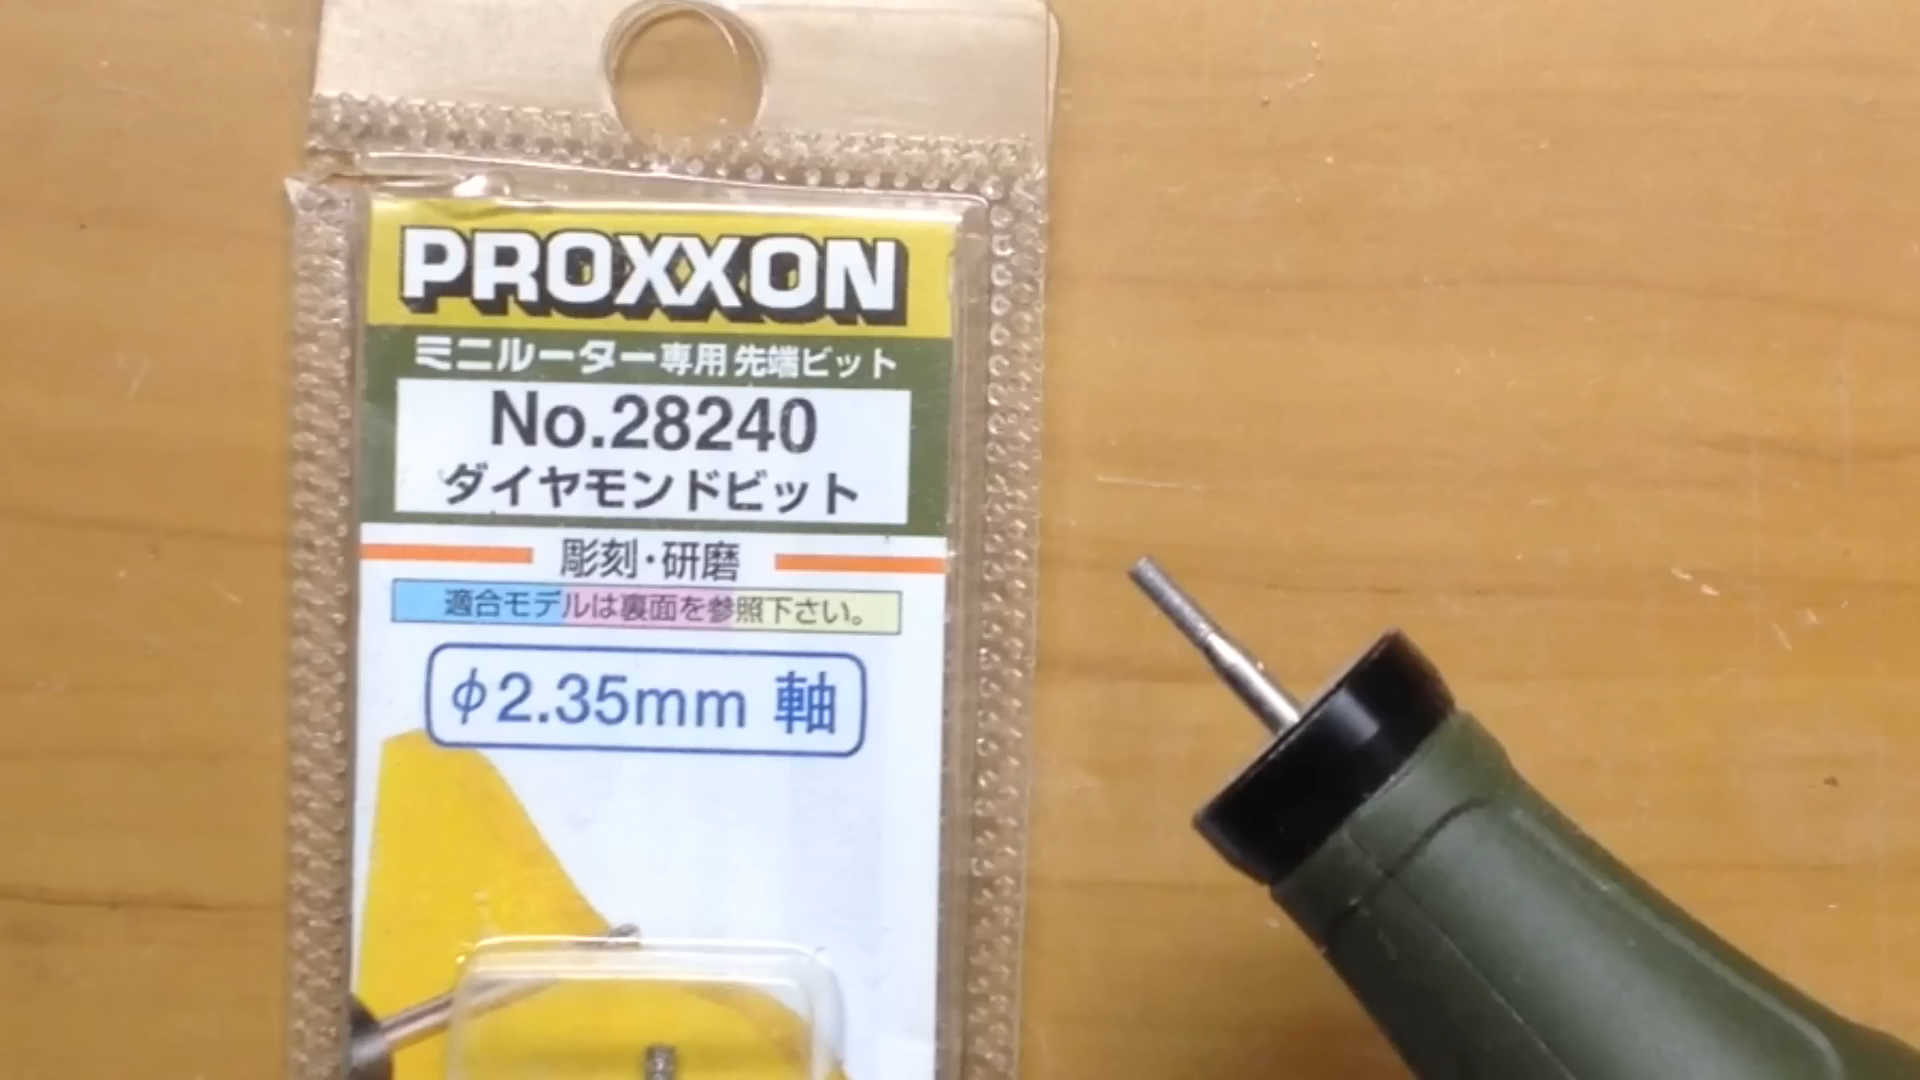 PROXXON
ミニルーター専用先端ビット
No.28240
ダイヤモンドビット
彫刻・研磨
適合モデルは裏面を参照下さい。
φ2.35mm 軸